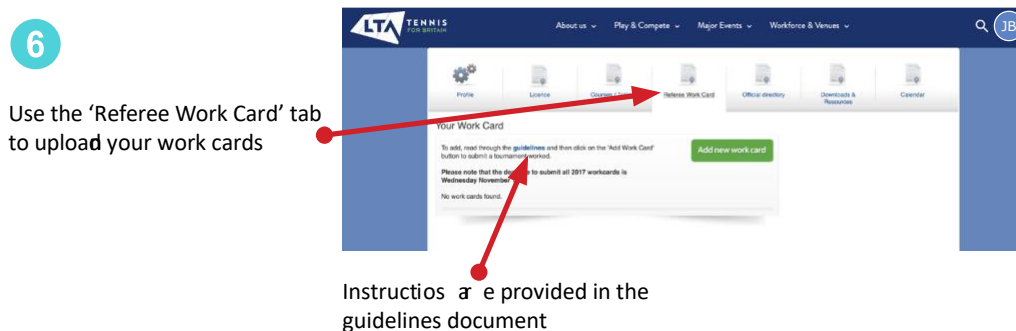 6
Use the ‘Referee Work Card’ tab
to upload your work cards
LTA TENNIS
FOR BRITAIN
About us Play & Compete Major Events Workforce & Venues
JB
Profile Licence Courses / Referee Work Card Official directory Downloads &
Resources Calendar
Your Work Card
To add, read through the guidelines and then click on the 'Add Work Card'
button to submit a tournament worked.
Add new work card
Please note that the to submit all 2017 workcards is
Wednesday November
No work cards found.
Instructios ar e provided in the
guidelines document